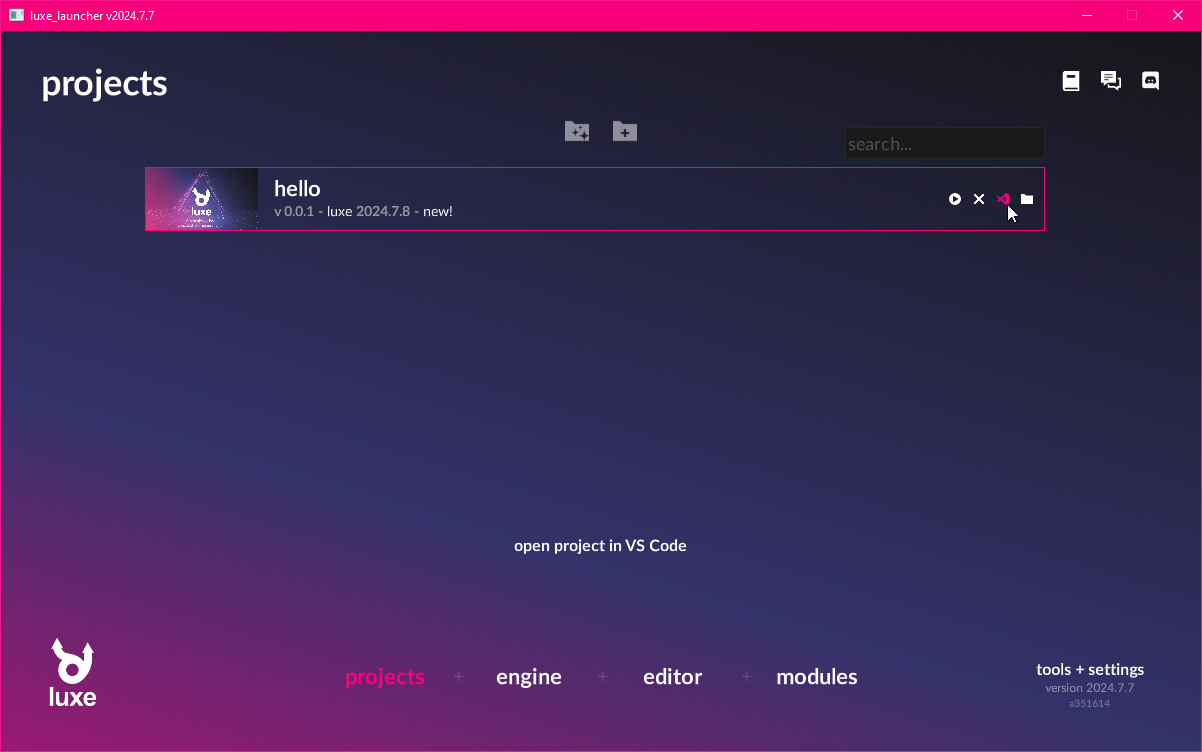 luxe_launcher v2024.7.7
projects
search...
luxe
hello
v 0.0.1 - luxe 2024.7.8 - new!
open project in VS Code
luxe
projects + engine + editor + modules
tools + settings
version 2024.7.7
a351614